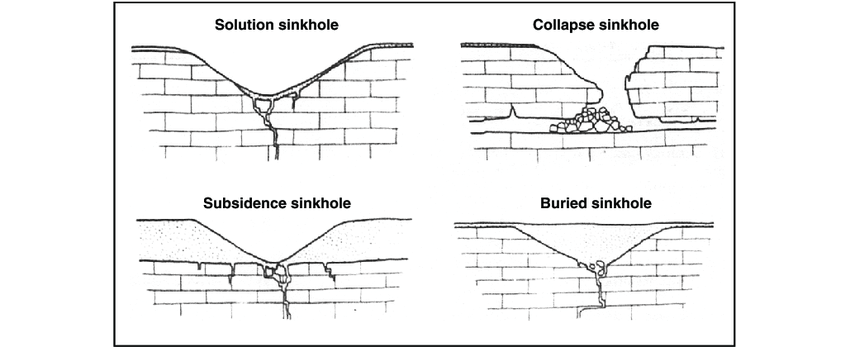 Solution sinkhole
Collapse sinkhole
Subsidence sinkhole
Buried sinkhole